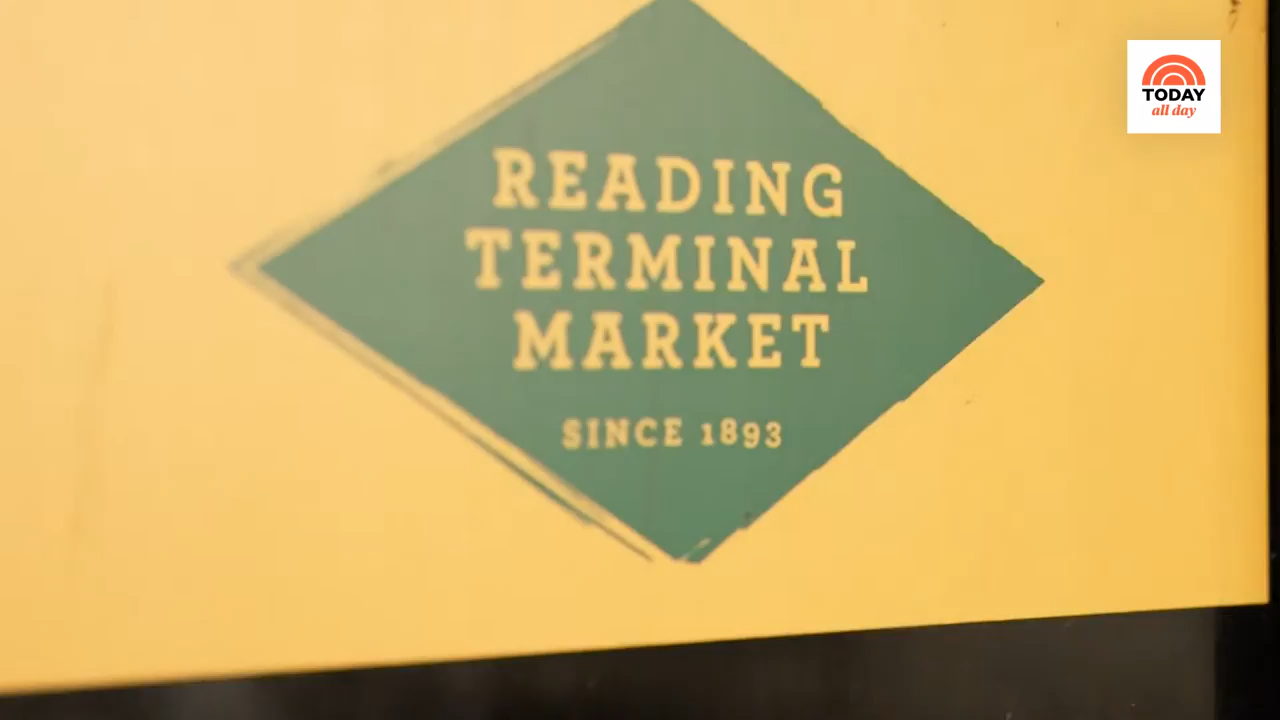 READING
TERMINAL
MARKET
SINCE 1893
TODAY
all day